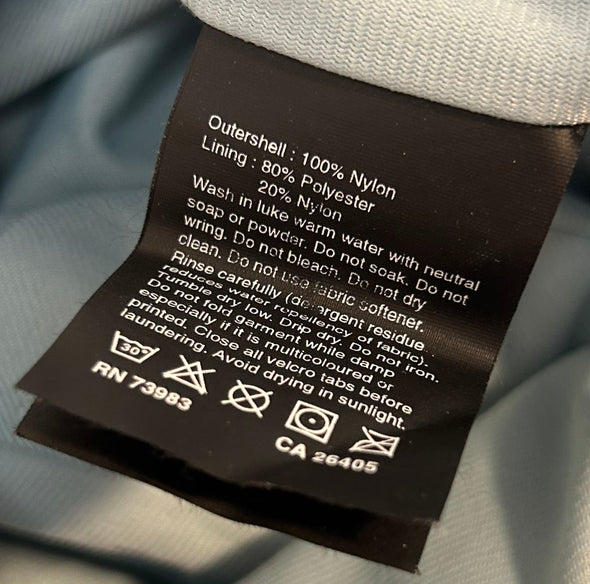 Outershell : 100% Nylon
Lining : 80% Polyester
20% Nylon
Wash in luke warm water with neutral
soap or powder. Do not soak. Do not
wring. Do not bleach. Do not dry
clean. Do not use fabric softener.
Rinse carefully (detergent residue
reduces water repellency of fabric).
Tumble dry low. Drip dry. Do not iron.
Do not fold garment while damp
especially if it is multicoloured or
printed. Close all velcro tabs before
laundering. Avoid drying in sunlight.
30°
RN 73983
CA 26405